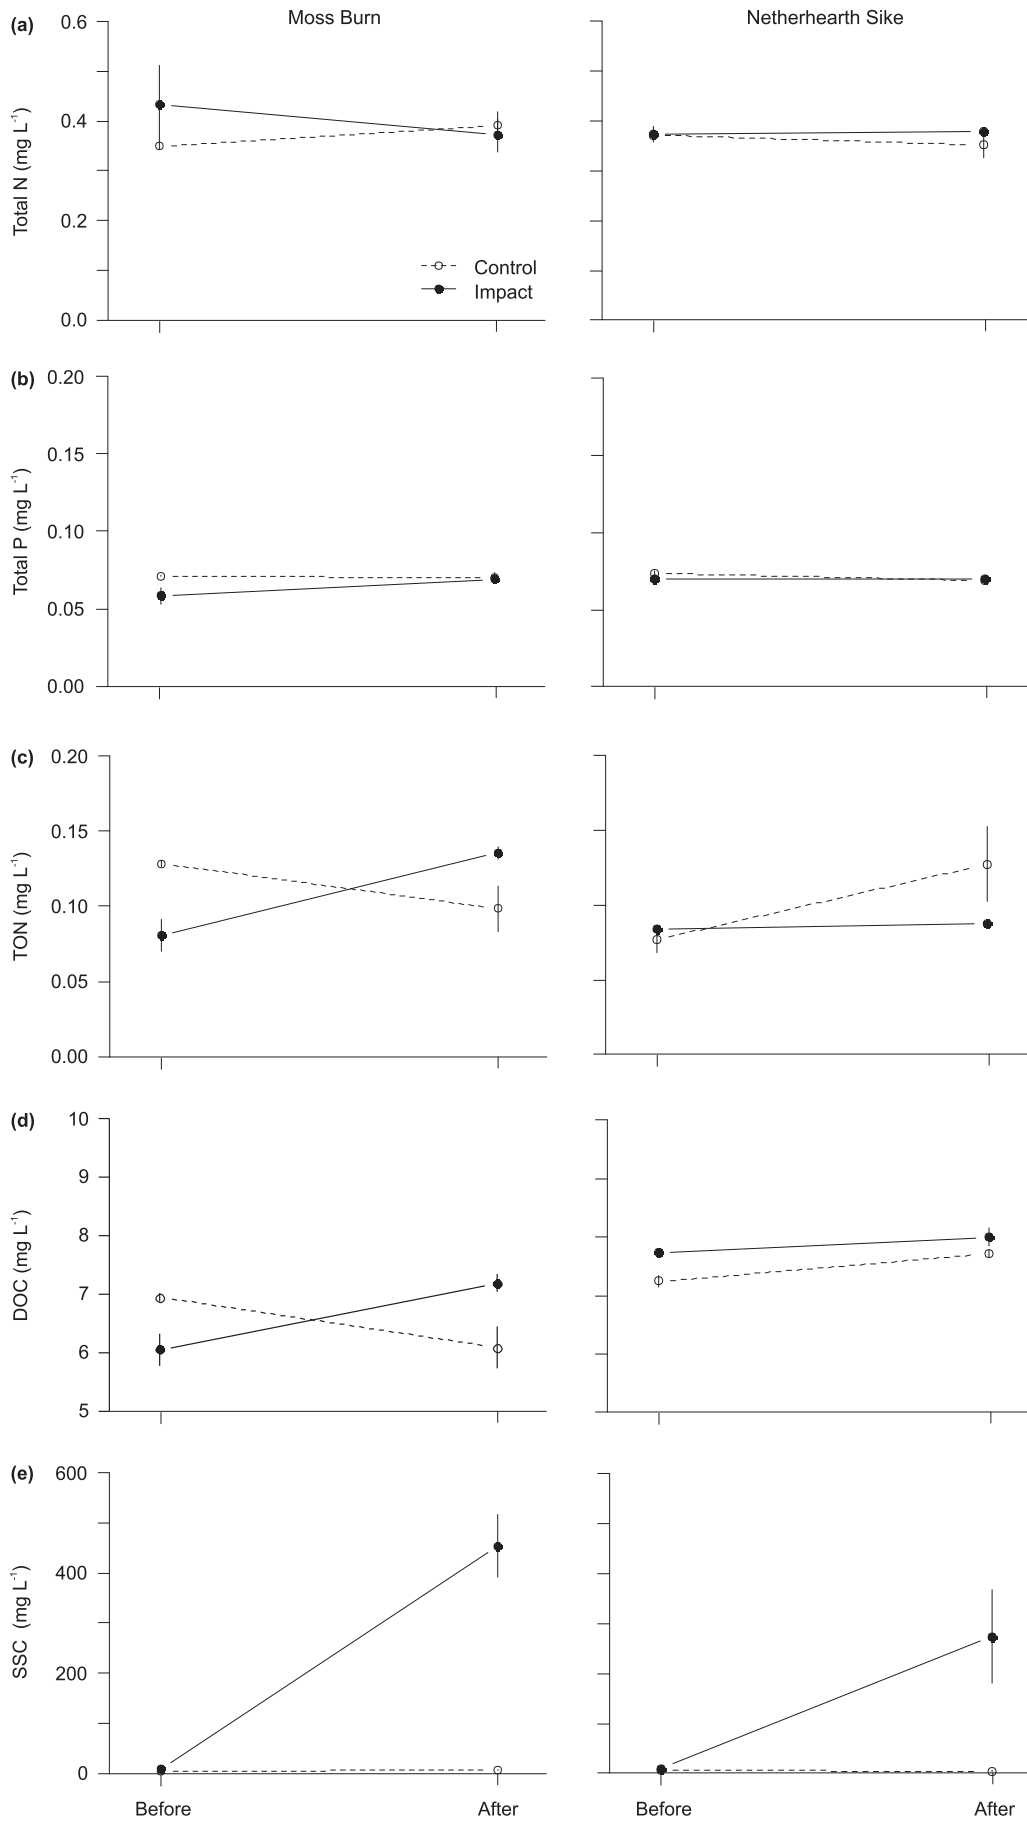 (a)
Moss Burn
Netherhearth Sike
0.6
0.4
0.2
0.0
Total N (mg L-1)
Control
Impact
(b)
0.20
0.15
0.10
0.05
0.00
Total P (mg L-1)
(c)
0.20
0.15
0.10
0.05
0.00
TON (mg L-1)
(d)
10
9
8
7
6
5
DOC (mg L-1)
(e)
600
400
200
0
SSC (mg L-1)
Before
After
Before
After